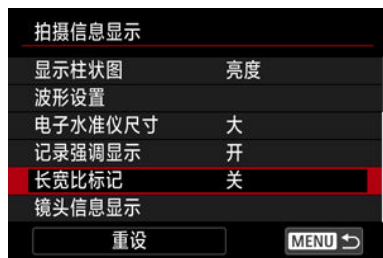 拍摄信息显示
显示柱状图 亮度
波形设置
电子水准仪尺寸 大
记录强调显示 开
长宽比标记 关
镜头信息显示
重设 MENU